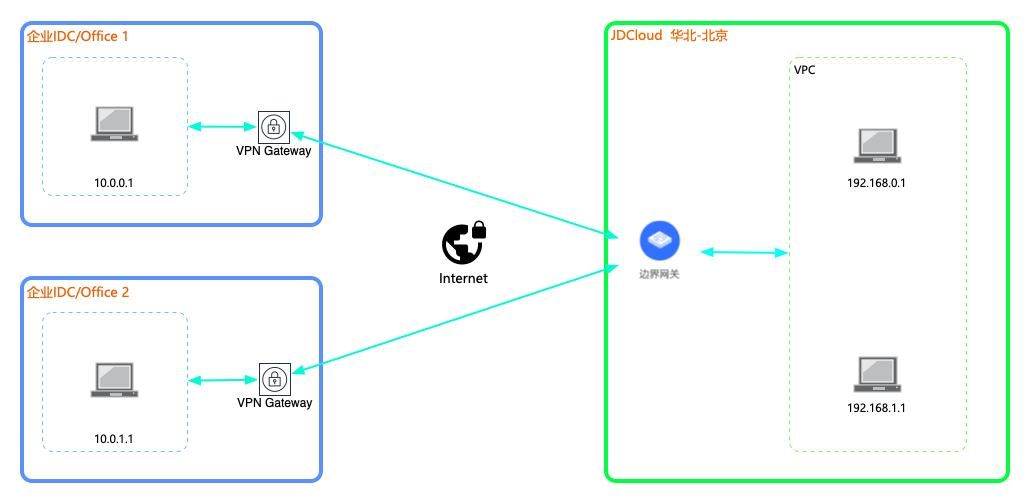 企业IDC/Office 1
10.0.0.1
VPN Gateway
企业IDC/Office 2
10.0.1.1
VPN Gateway
Internet
JDCloud 华北-北京
VPC
192.168.0.1
边界网关
192.168.1.1